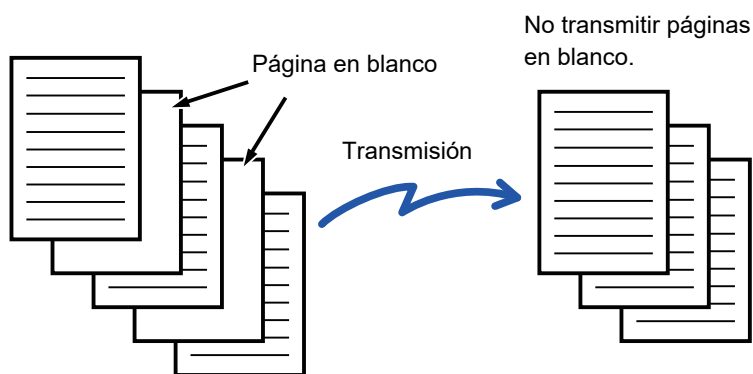 Página en blanco
Transmisión
No transmitir páginas
en blanco.